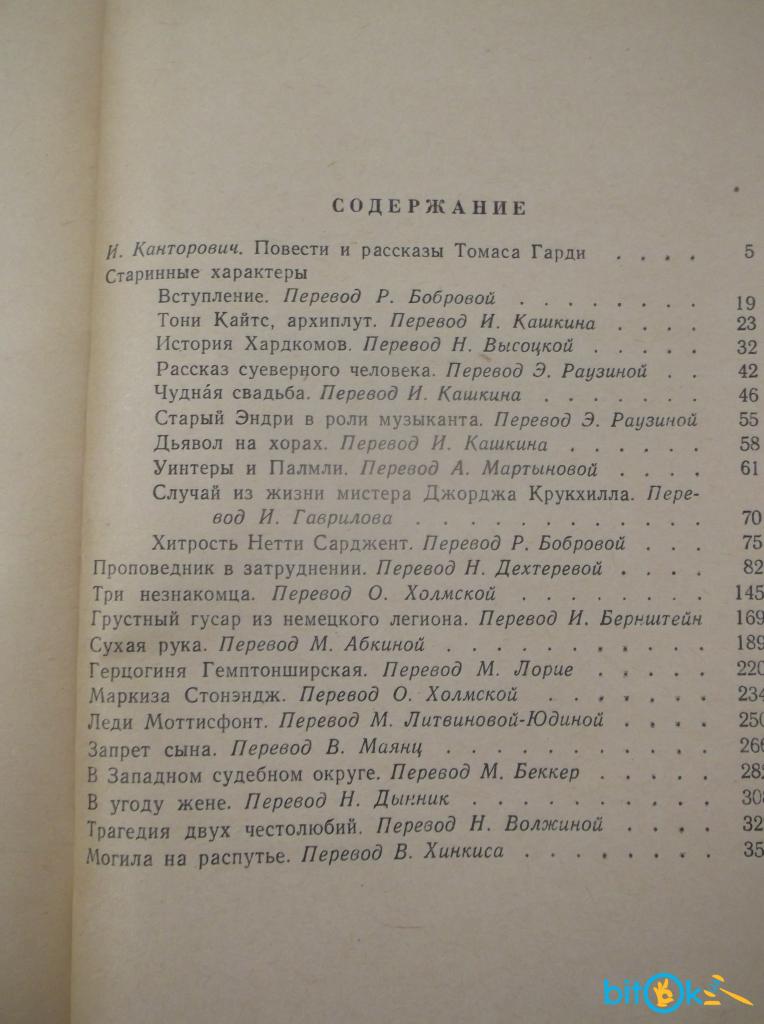 СОДЕРЖАНИЕ
И. Канторович. Повести и рассказы Томаса Гарди . . . . 5
Старинные характеры
Вступление. Перевод Р. Бобровой . . . . . . . . 19
Тони Кайтс, архиплут. Перевод И. Кашкина . . . . 23
История Хардкомов. Перевод Н. Высоцкой . . . . . 32
Рассказ суеверного человека. Перевод Э. Раузиной . . 42
Чудна́я свадьба. Перевод И. Кашкина . . . . . . . 46
Старый Эндри в роли музыканта. Перевод Э. Раузиной 55
Дьявол на хорах. Перевод И. Кашкина . . . . . . 58
Уинтеры и Палмли. Перевод А. Мартыновой . . . . 61
Случай из жизни мистера Джорджа Крукхилла. Пере-
вод И. Гаврилова . . . . . . . . . . . . 70
Хитрость Нетти Сарджент. Перевод Р. Бобровой . . . 75
Проповедник в затруднении. Перевод Н. Дехтеревой . . . . 82
Три незнакомца. Перевод О. Холмской . . . . . . . . 145
Грустный гусар из немецкого легиона. Перевод И. Бернштейн 169
Сухая рука. Перевод М. Абкиной . . . . . . . . . . 189
Герцогиня Гемптонширская. Перевод М. Лорие . . . . . 220
Маркиза Стонэндж. Перевод О. Холмской . . . . . . . 234
Леди Моттисфонт. Перевод М. Литвиновой-Юдиной . . . . 250
Запрет сына. Перевод В. Маянц . . . . . . . . . . 266
В Западном судебном округе. Перевод М. Беккер . . . . . 282
В угоду жене. Перевод Н. Дынник . . . . . . . . . 308
Трагедия двух честолюбий. Перевод Н. Волжиной . . . . 32
Могила на распутье. Перевод В. Хинкиса . . . . . . . . 35
bitOk